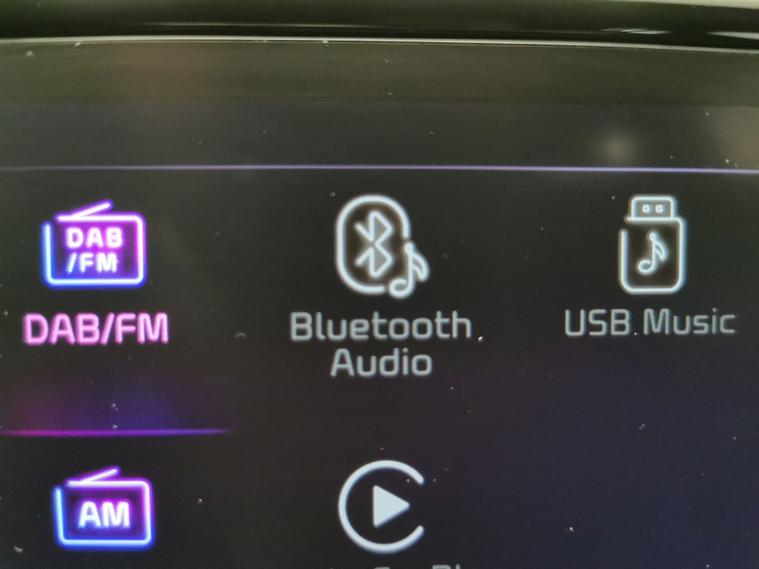 DAB
/FM
DAB/FM
Bluetooth
Audio
USB Music
AM